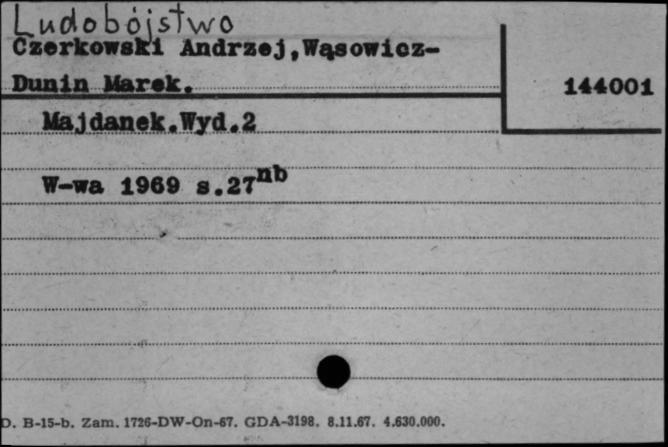 Ludobójstwo
Czerkowski Andrzej,Wąsowicz-
Dunin Marek.
144001
Majdanek.Wyd.2
W-wa 1969 s.27nb
D. B-15-b. Zam. 1726-DW-On-67. GDA-3198. 8.11.67. 4.630.000.